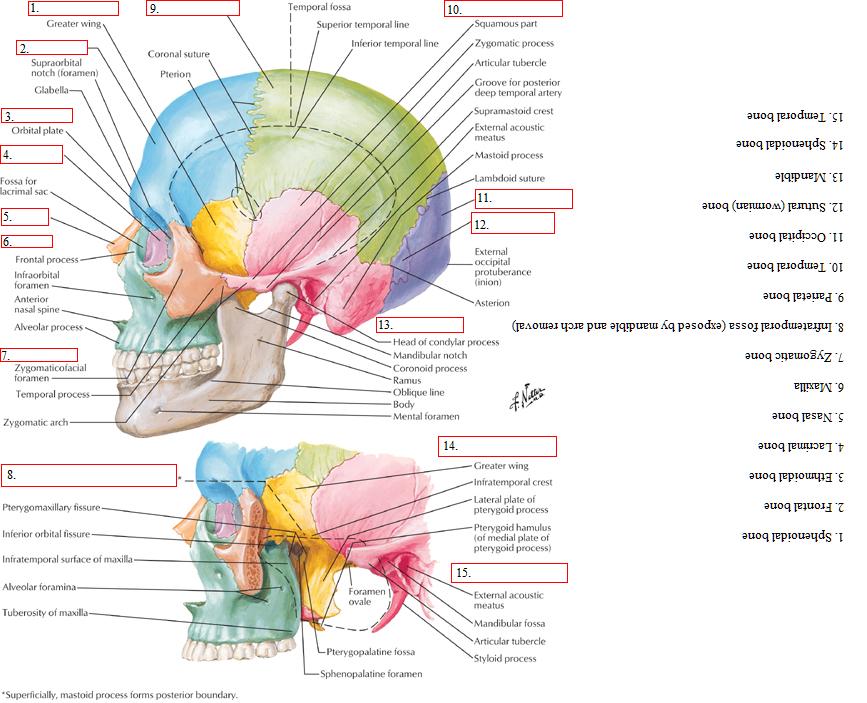 1.
Greater wing
2.
Supraorbital
notch (foramen)
Glabella
3.
Orbital plate
4.
Fossa for
lacrimal sac
5.
6.
Frontal process
Infraorbital
foramen
Anterior
nasal spine
Alveolar process
7.
Zygomaticofacial
foramen
Temporal process
Zygomatic arch
9.
Coronal suture
Pterion
Temporal fossa
Superior temporal line
Inferior temporal line
10.
Squamous part
Zygomatic process
Articular tubercle
Groove for posterior
deep temporal artery
Supramastoid crest
External acoustic
meatus
Mastoid process
Lambdoid suture
11.
12.
External
occipital
protuberance
(inion)
Asterion
13.
Head of condylar process
Mandibular notch
Coronoid process
Ramus
Oblique line
Body
Mental foramen
F. Netter
M.D.
8.
*
Pterygomaxillary fissure
Inferior orbital fissure
Infratemporal surface of maxilla
Alveolar foramina
Tuberosity of maxilla
14.
Greater wing
Infratemporal crest
Lateral plate of
pterygoid process
Pterygoid hamulus
(of medial plate of
pterygoid process)
15.
External acoustic
meatus
Mandibular fossa
Articular tubercle
Styloid process
Foramen
ovale
Pterygopalatine fossa
Sphenopalatine foramen
*Superficially, mastoid process forms posterior boundary.
1. Sphenoidal bone
2. Frontal bone
3. Ethmoidal bone
4. Lacrimal bone
5. Nasal bone
6. Maxilla
7. Zygomatic bone
8. Infratemporal fossa (exposed by mandible and arch removal)
9. Parietal bone
10. Temporal bone
11. Occipital bone
12. Sutural (wormian) bone
13. Mandible
14. Sphenoidal bone
15. Temporal bone